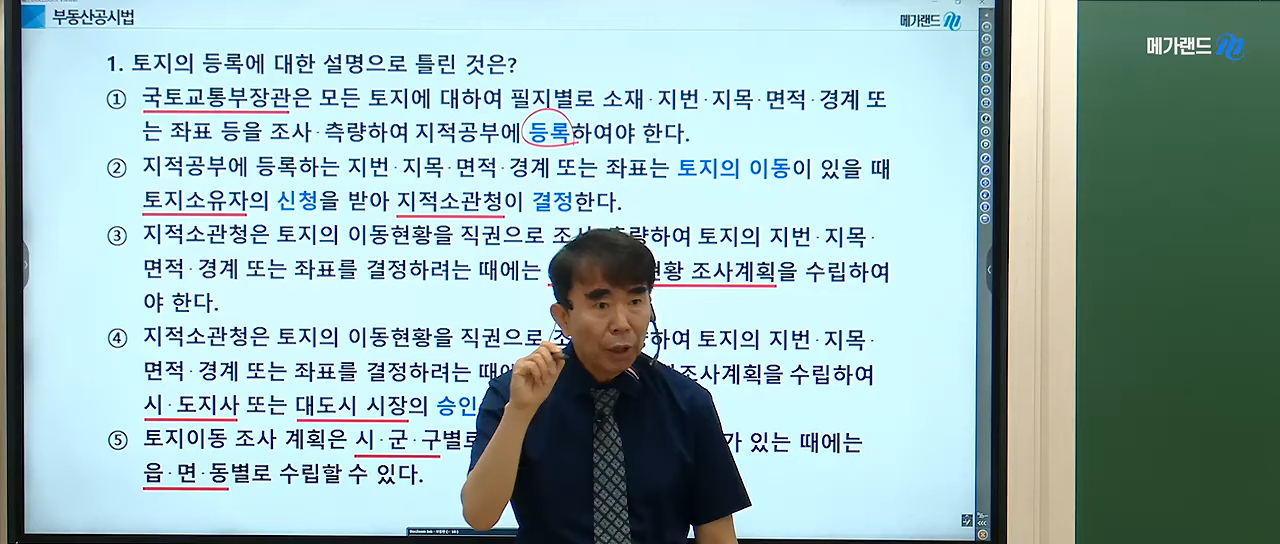 부동산공시법
메가랜드
메가랜드
1. 토지의 등록에 대한 설명으로 틀린 것은?
① 국토교통부장관은 모든 토지에 대하여 필지별로 소재·지번·지목·면적·경계 또
는 좌표 등을 조사·측량하여 지적공부에 등록하여야 한다.
② 지적공부에 등록하는 지번·지목·면적·경계 또는 좌표는 토지의 이동이 있을 때
토지소유자의 신청을 받아 지적소관청이 결정한다.
③ 지적소관청은 토지의 이동현황을 직권으로 조사 측량하여 토지의 지번·지목·
면적·경계 또는 좌표를 결정하려는 때에는 현황 조사계획을 수립하여
야 한다.
④ 지적소관청은 토지의 이동현황을 직권으로 하여 토지의 지번·지목·
면적·경계 또는 좌표를 결정하려는 때에 조사계획을 수립하여
시·도지사 또는 대도시 시장의 승인
⑤ 토지이동 조사 계획은 시·군·구별로 가 있는 때에는
읍·면·동별로 수립할 수 있다.